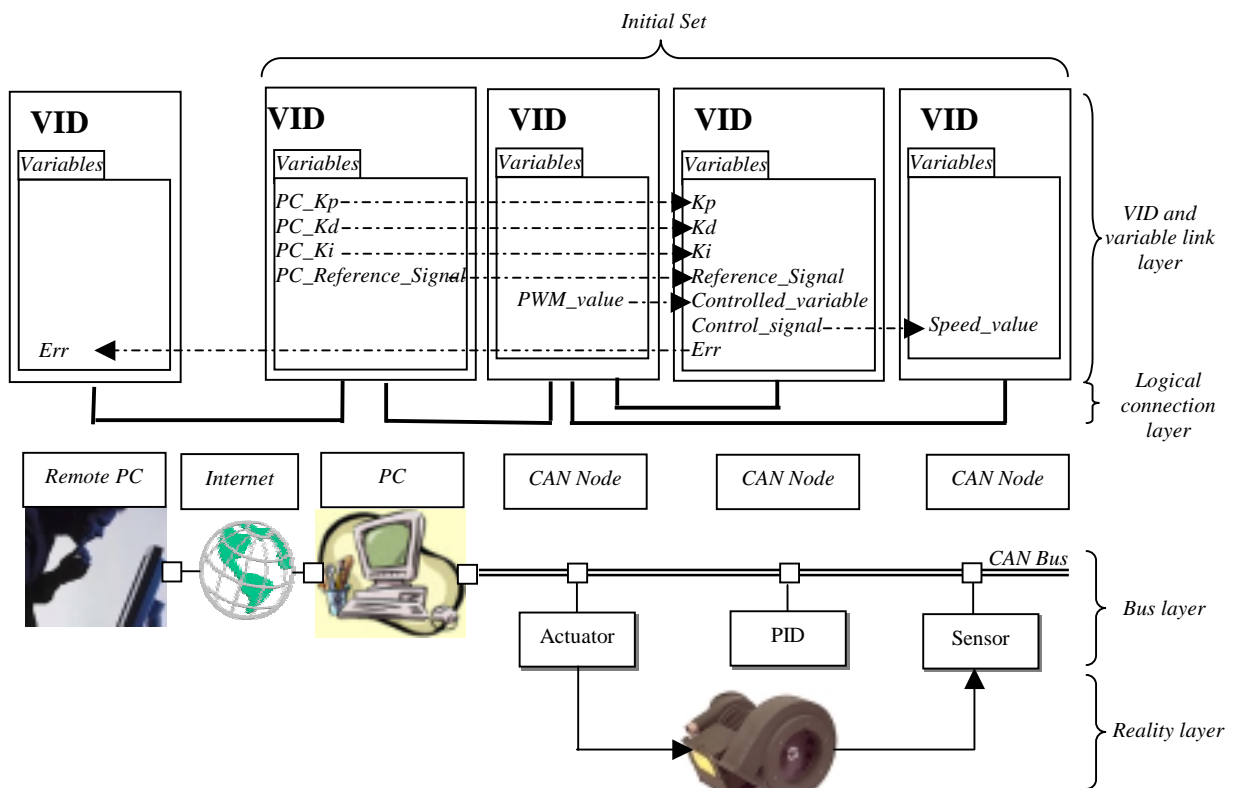 Initial Set
VID
VID
VID
VID
VID
Variables
Variables
Variables
Variables
Variables
PC_Kp
Kp
PC_Kd
Kd
PC_Ki
Ki
PC_Reference_Signal
Reference_Signal
PWM_value
Controlled_variable
Control_signal
Speed_value
Err
Err
VID and
variable link
layer
Logical
connection
layer
Remote PC
Internet
PC
CAN Node
CAN Node
CAN Node
CAN Bus
Bus layer
Actuator
PID
Sensor
Reality layer